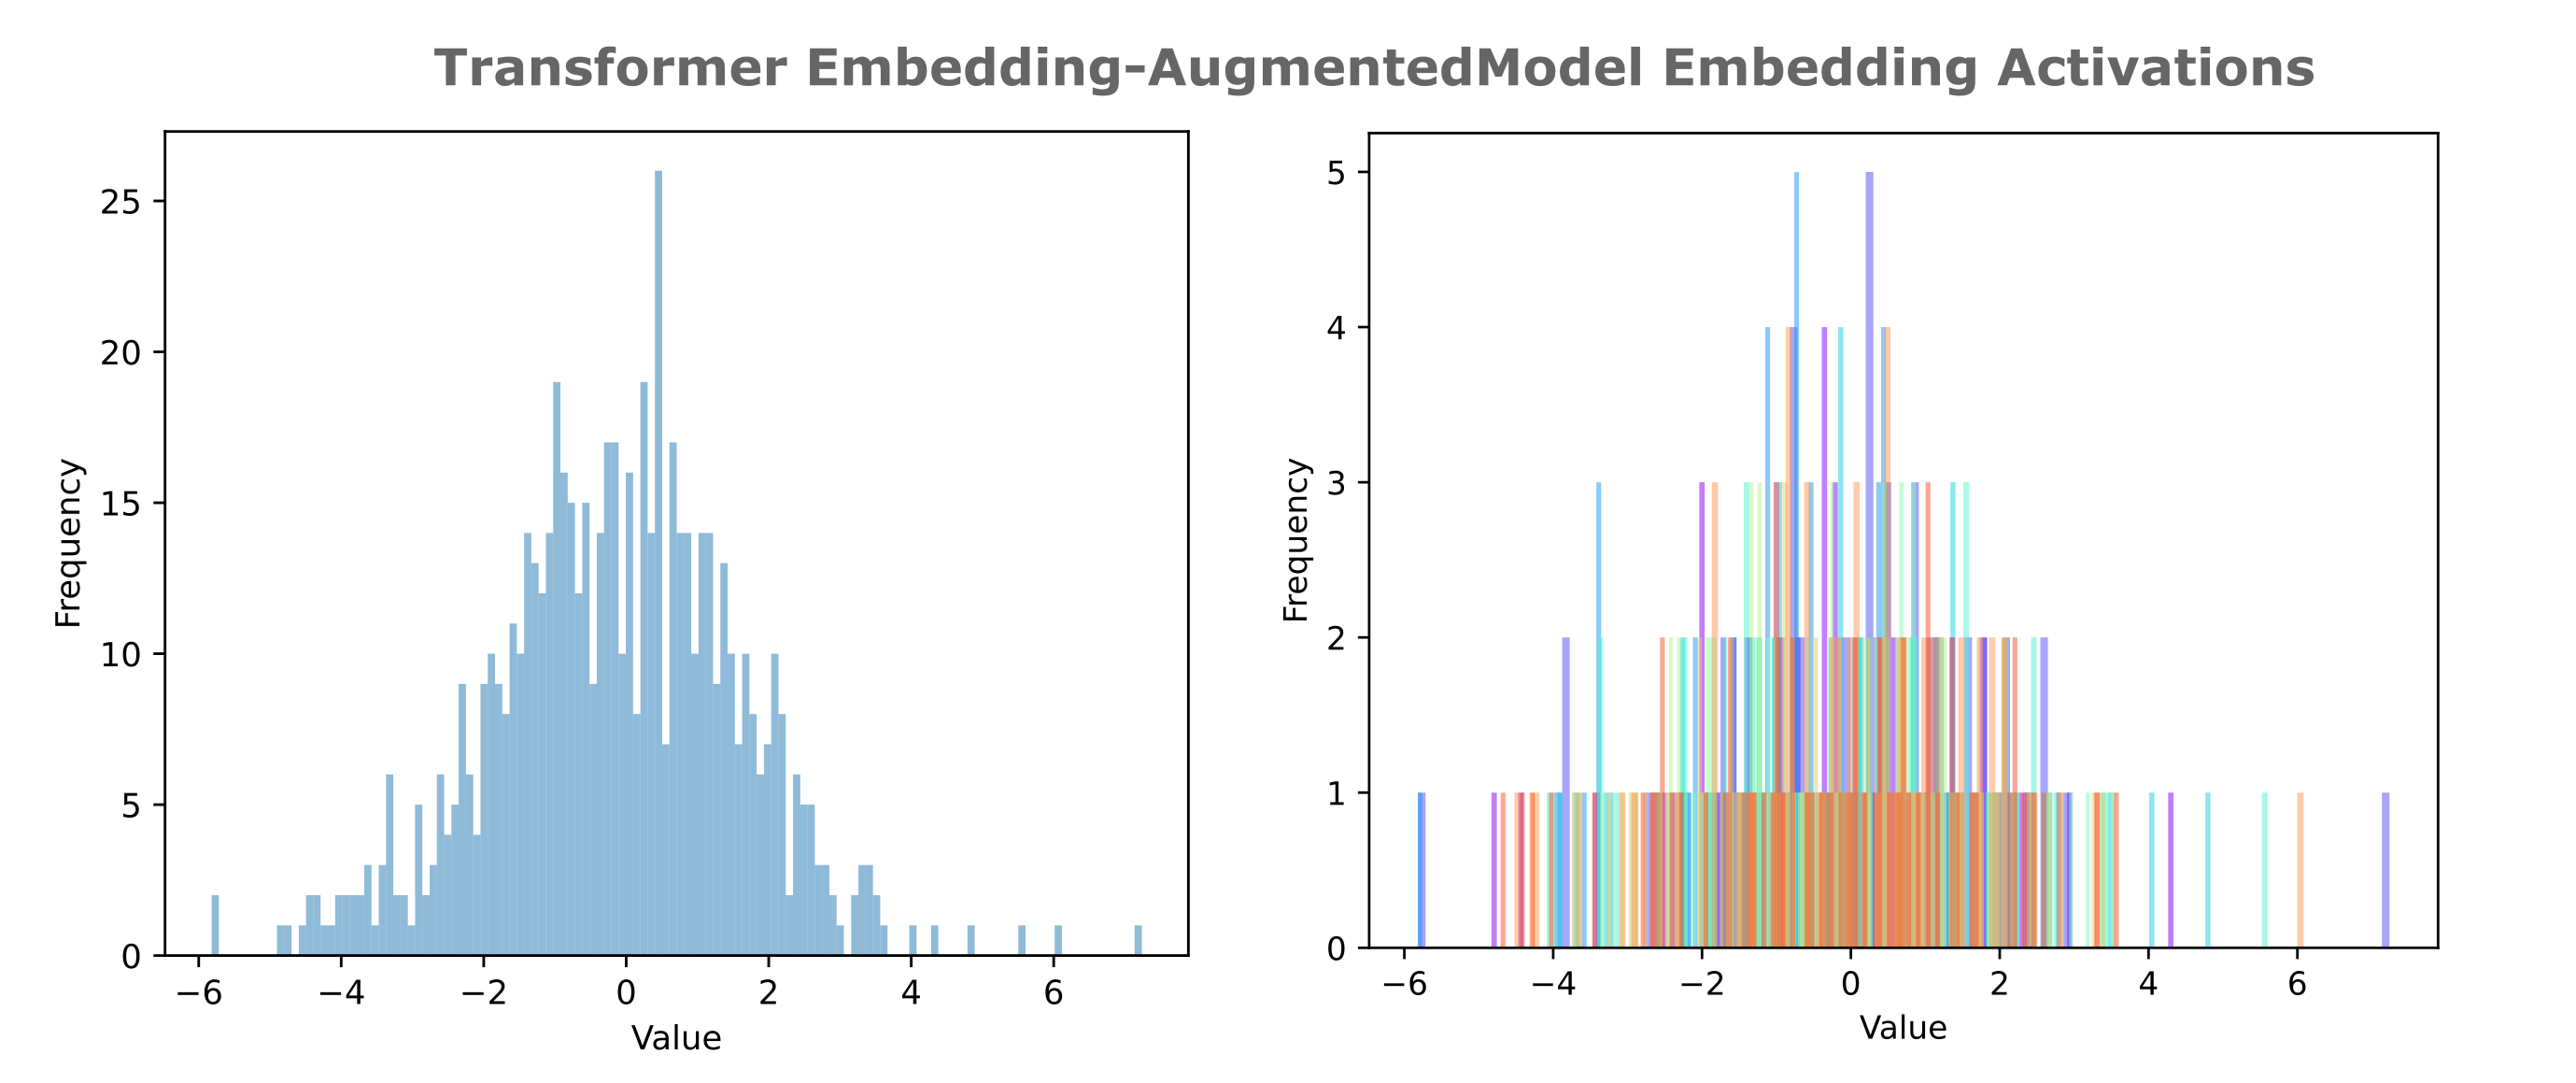 Transformer Embedding-AugmentedModel Embedding Activations
Frequency
25
20
15
10
5
0
−6 −4 −2 0 2 4 6
Value
Frequency
5
4
3
2
1
0
−6 −4 −2 0 2 4 6
Value